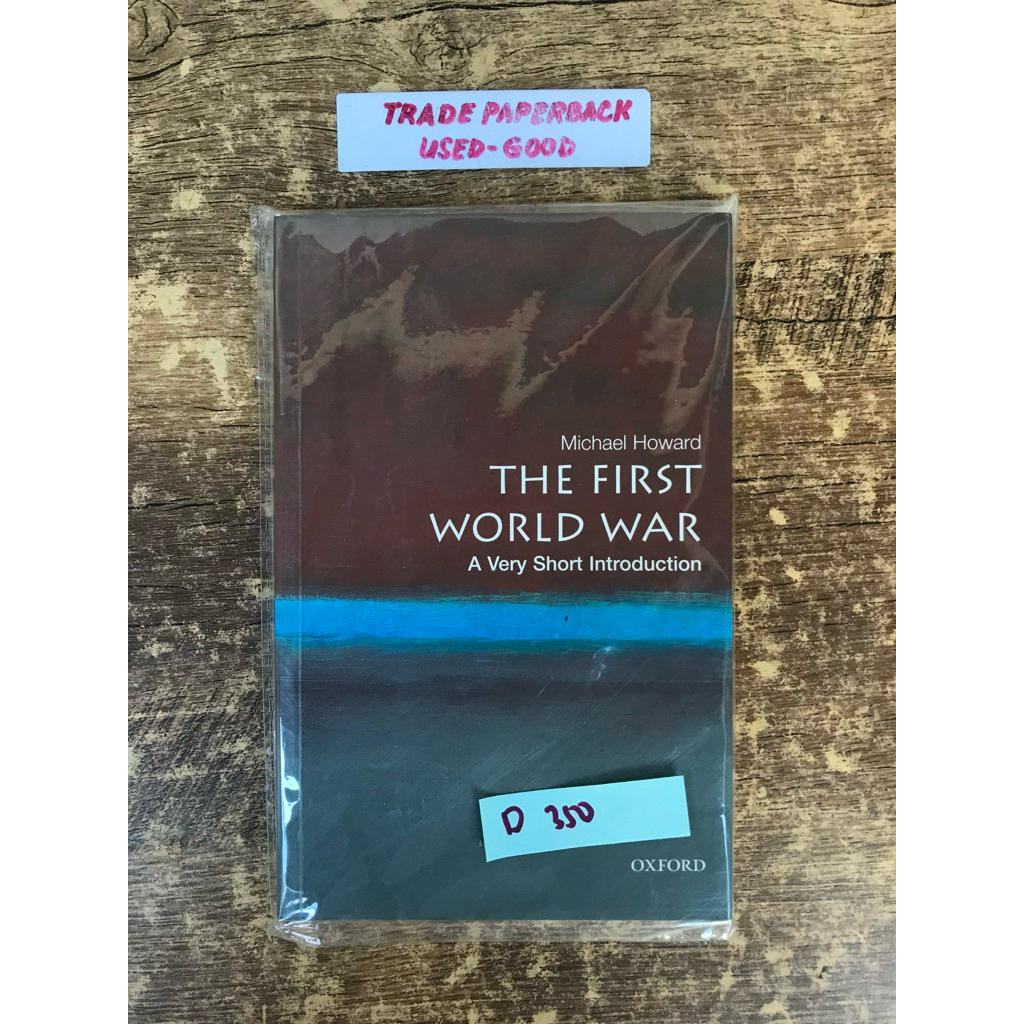 TRADE PAPERBACK
USED-GOOD
Michael Howard
THE FIRST
WORLD WAR
A Very Short Introduction
D 350
OXFORD